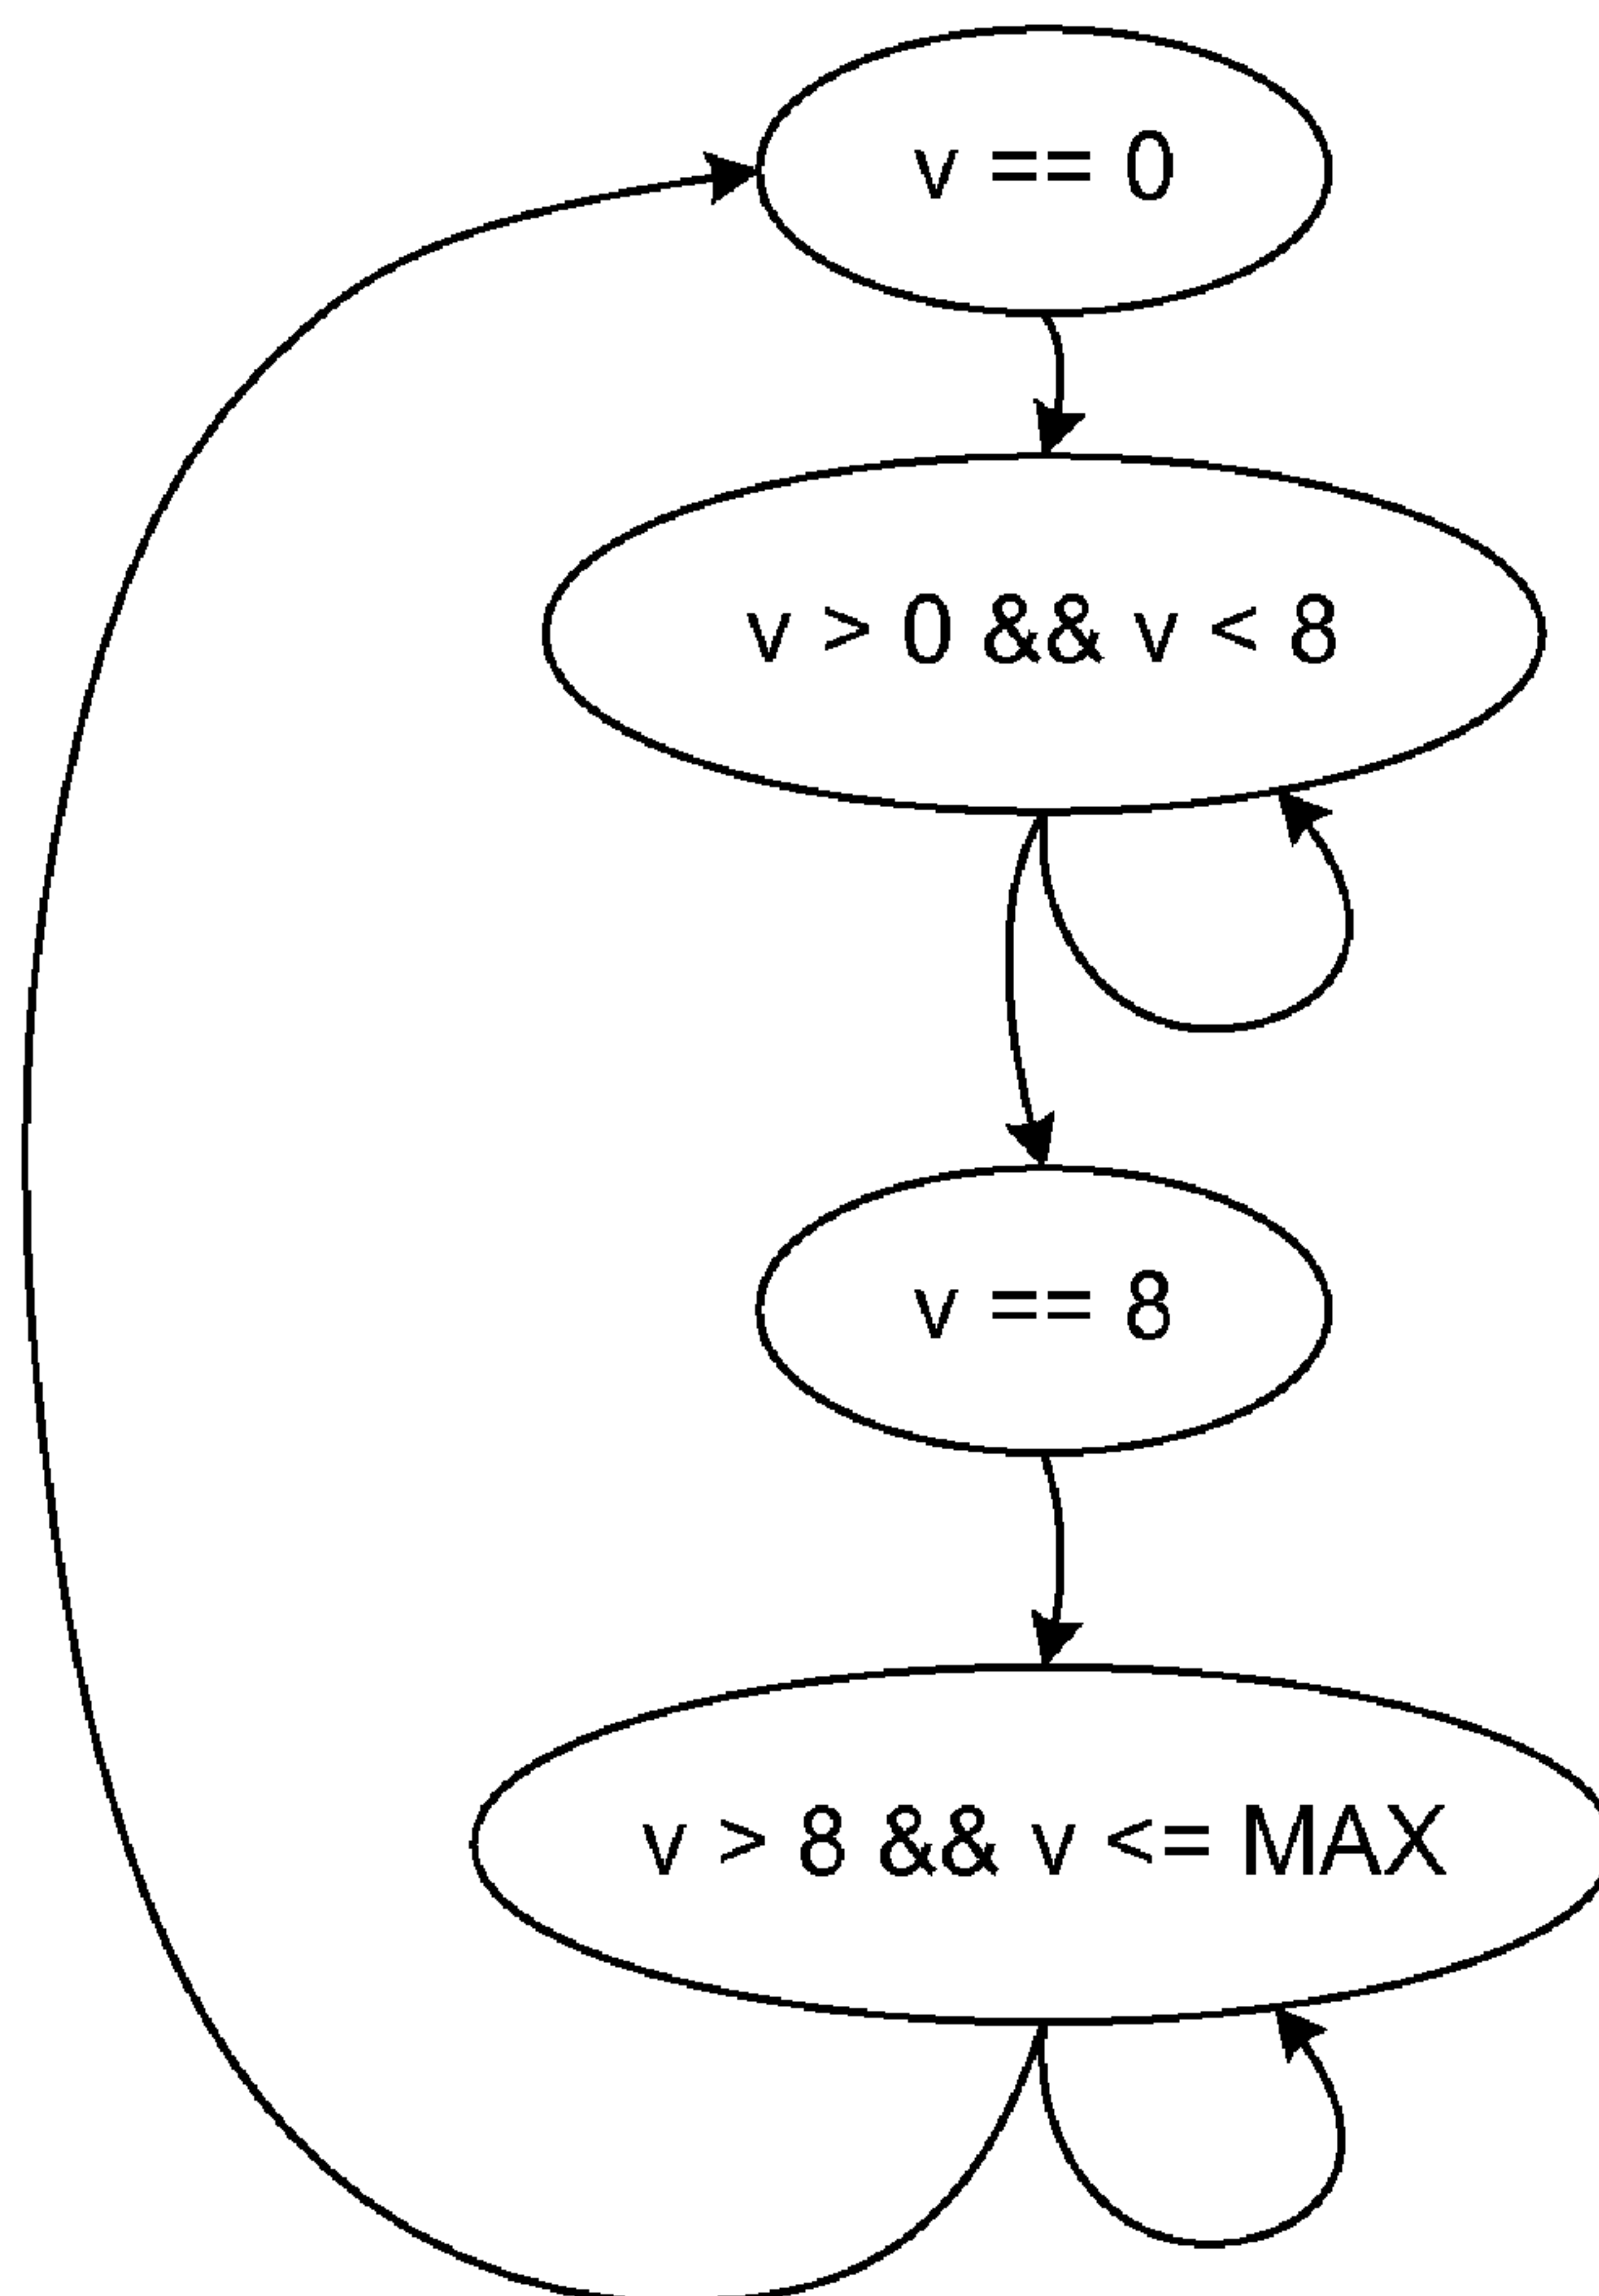 v == 0
v > 0 && v < 8
v == 8
v > 8 && v <= MAX